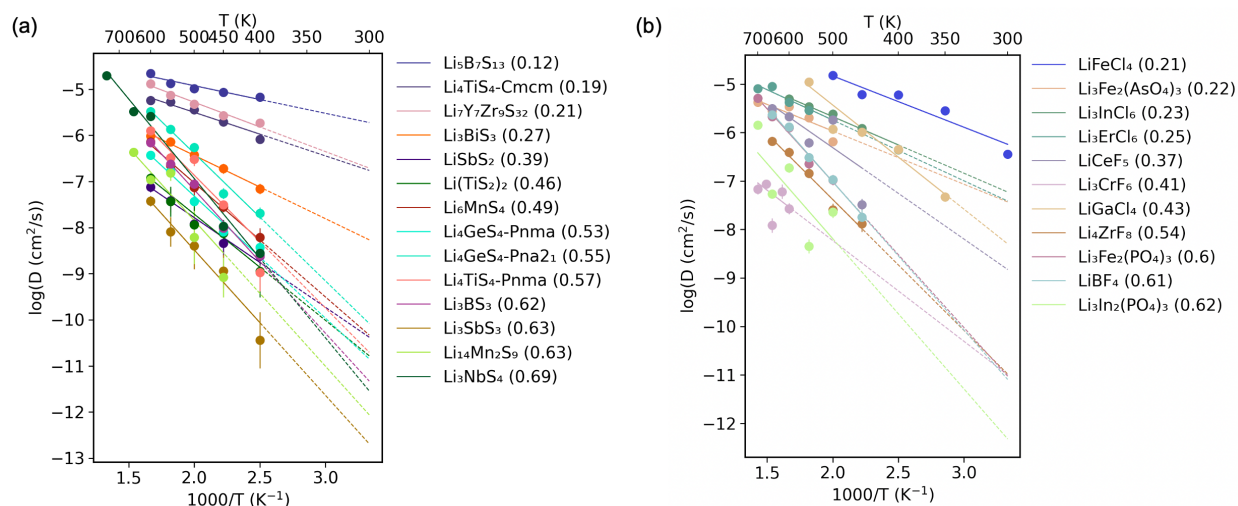 (a)
T (K)
700 600 500 450 400 350 300
log(D (cm²/s))
−5
−6
−7
−8
−9
−10
−11
−12
−13
1.5 2.0 2.5 3.0
1000/T (K⁻¹)
Li₅B₇S₁₃ (0.12)
Li₄TiS₄-Cmcm (0.19)
Li₇Y₇Zr₉S₃₂ (0.21)
Li₃BiS₃ (0.27)
LiSbS₂ (0.39)
Li(TiS₂)₂ (0.46)
Li₆MnS₄ (0.49)
Li₄GeS₄-Pnma (0.53)
Li₄GeS₄-Pna2₁ (0.55)
Li₄TiS₄-Pnma (0.57)
Li₃BS₃ (0.62)
Li₃SbS₃ (0.63)
Li₁₄Mn₂S₉ (0.63)
Li₃NbS₄ (0.69)
(b)
T (K)
700 600 500 400 350 300
log(D (cm²/s))
−5
−6
−7
−8
−9
−10
−11
−12
1.5 2.0 2.5 3.0
1000/T (K⁻¹)
LiFeCl₄ (0.21)
Li₃Fe₂(AsO₄)₃ (0.22)
Li₃InCl₆ (0.23)
Li₃ErCl₆ (0.25)
LiCeF₅ (0.37)
Li₃CrF₆ (0.41)
LiGaCl₄ (0.43)
Li₄ZrF₈ (0.54)
Li₃Fe₂(PO₄)₃ (0.6)
LiBF₄ (0.61)
Li₃In₂(PO₄)₃ (0.62)